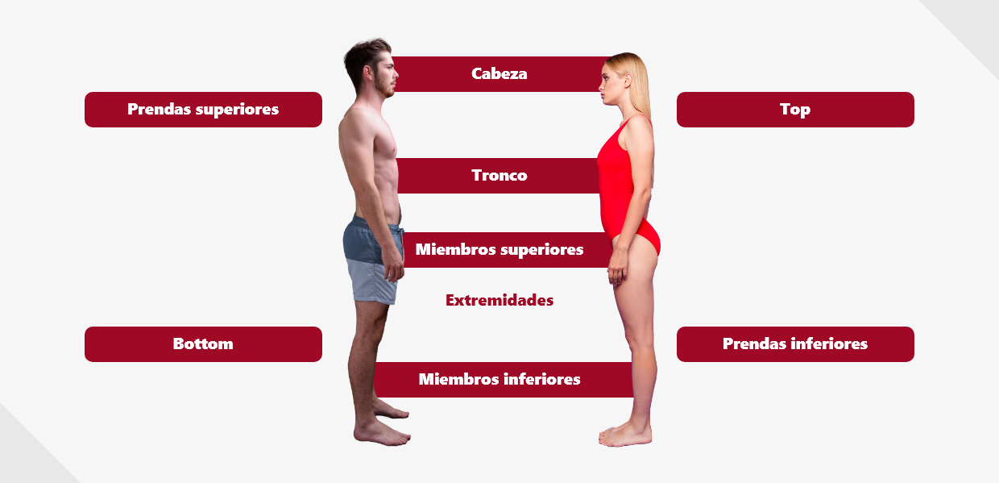 Cabeza
Prendas superiores
Top
Tronco
Miembros superiores
Extremidades
Bottom
Prendas inferiores
Miembros inferiores